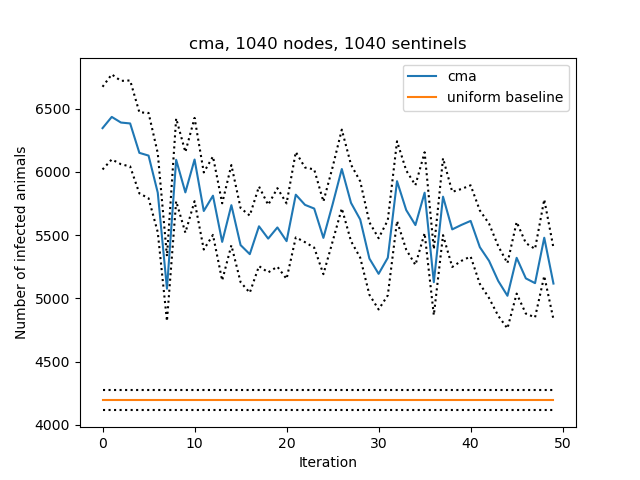 cma, 1040 nodes, 1040 sentinels
cma
uniform baseline
Number of infected animals
6500
6000
5500
5000
4500
4000
0 10 20 30 40 50
Iteration